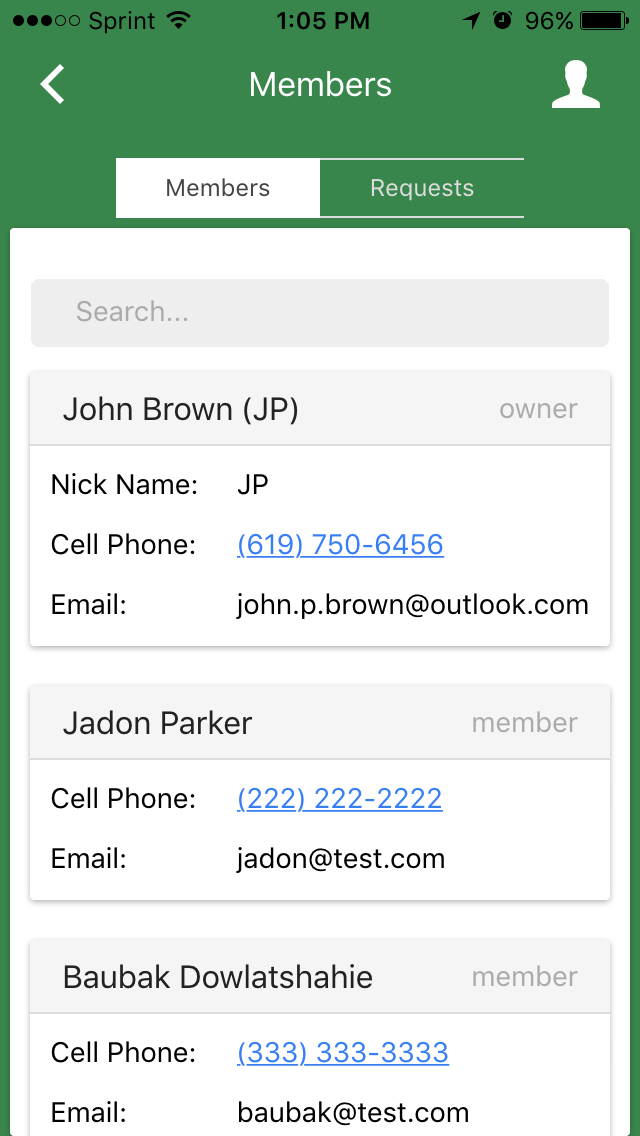 Sprint 1:05 PM 96%
Members
Members Requests
Search...
John Brown (JP) owner
Nick Name: JP
Cell Phone: (619) 750-6456
Email: john.p.brown@outlook.com
Jadon Parker member
Cell Phone: (222) 222-2222
Email: jadon@test.com
Baubak Dowlatshahie member
Cell Phone: (333) 333-3333
Email: baubak@test.com